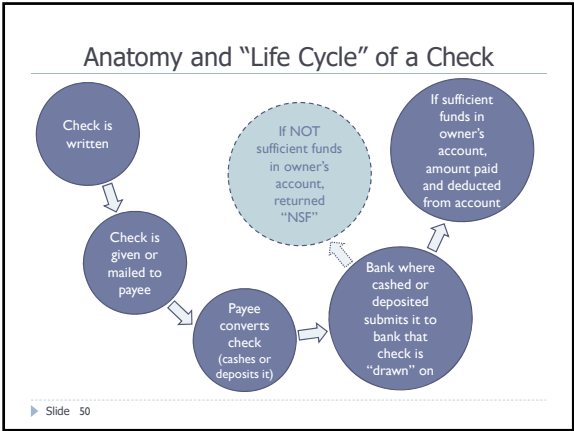 Anatomy and “Life Cycle” of a Check
Check is
written
Check is
given or
mailed to
payee
Payee
converts
check
(cashes or
deposits it)
Bank where
cashed or
deposited
submits it to
bank that
check is
“drawn” on
If NOT
sufficient funds
in owner’s
account,
returned
“NSF”
If sufficient
funds in
owner’s
account,
amount paid
and deducted
from account
Slide 50